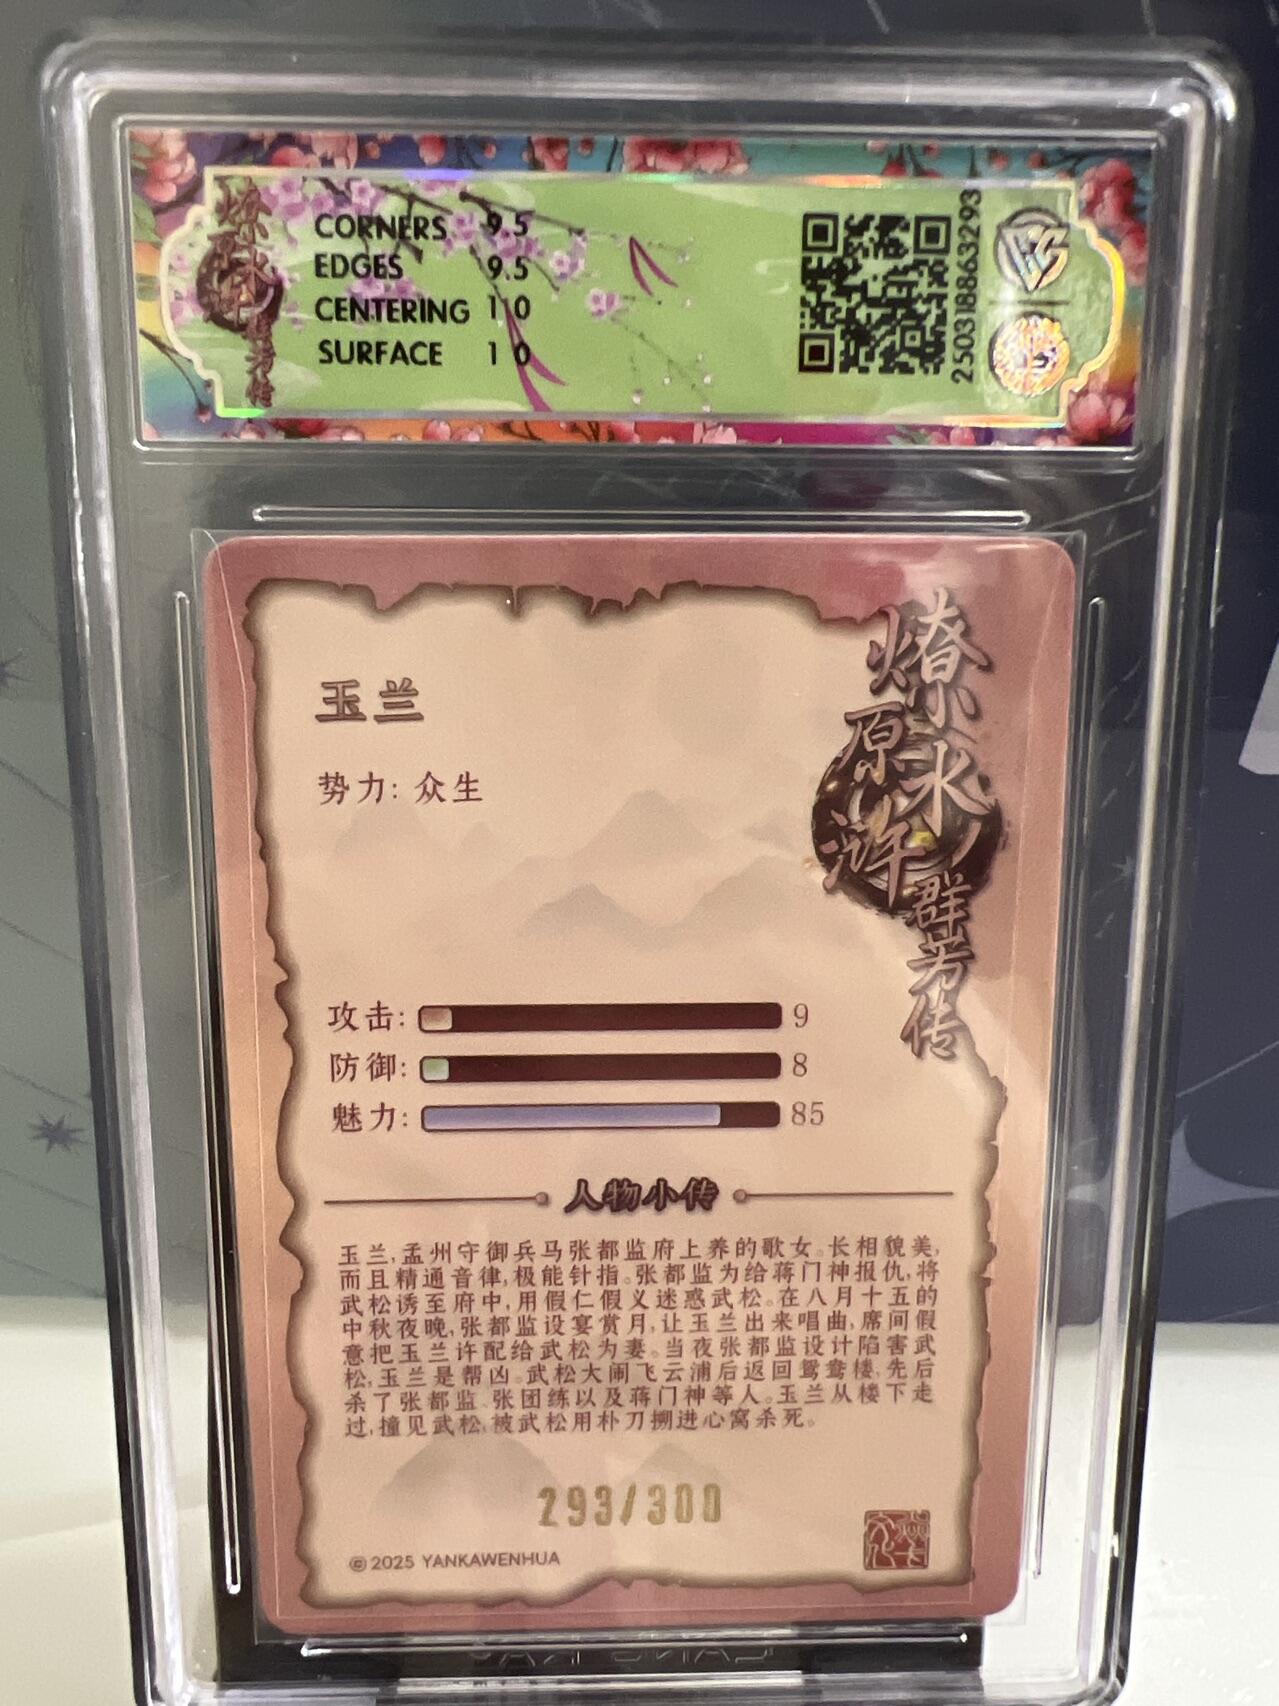 燎原水浒群芳传
CORNERS 9.5
EDGES 9.5
CENTERING 10
SURFACE 10
250318863293
燎原水浒
群芳传
玉兰
势力: 众生
攻击: 9
防御: 8
魅力: 85
人物小传
玉兰,孟州守御兵马张都监府上养的歌女。长相貌美,
而且精通音律,极能针指。张都监为给蒋门神报仇,将
武松诱至府中,用假仁假义迷惑武松。在八月十五的
中秋夜晚,张都监设宴赏月,让玉兰出来唱曲,席间假
意把玉兰许配给武松为妻。当夜张都监设计陷害武
松,玉兰是帮凶。武松大闹飞云浦后返回鸳鸯楼,先后
杀了张都监、张团练以及蒋门神等人。玉兰从楼下走
过,撞见武松,被武松用朴刀搠进心窝杀死。
293/300
©2025 YANKAWENHUA